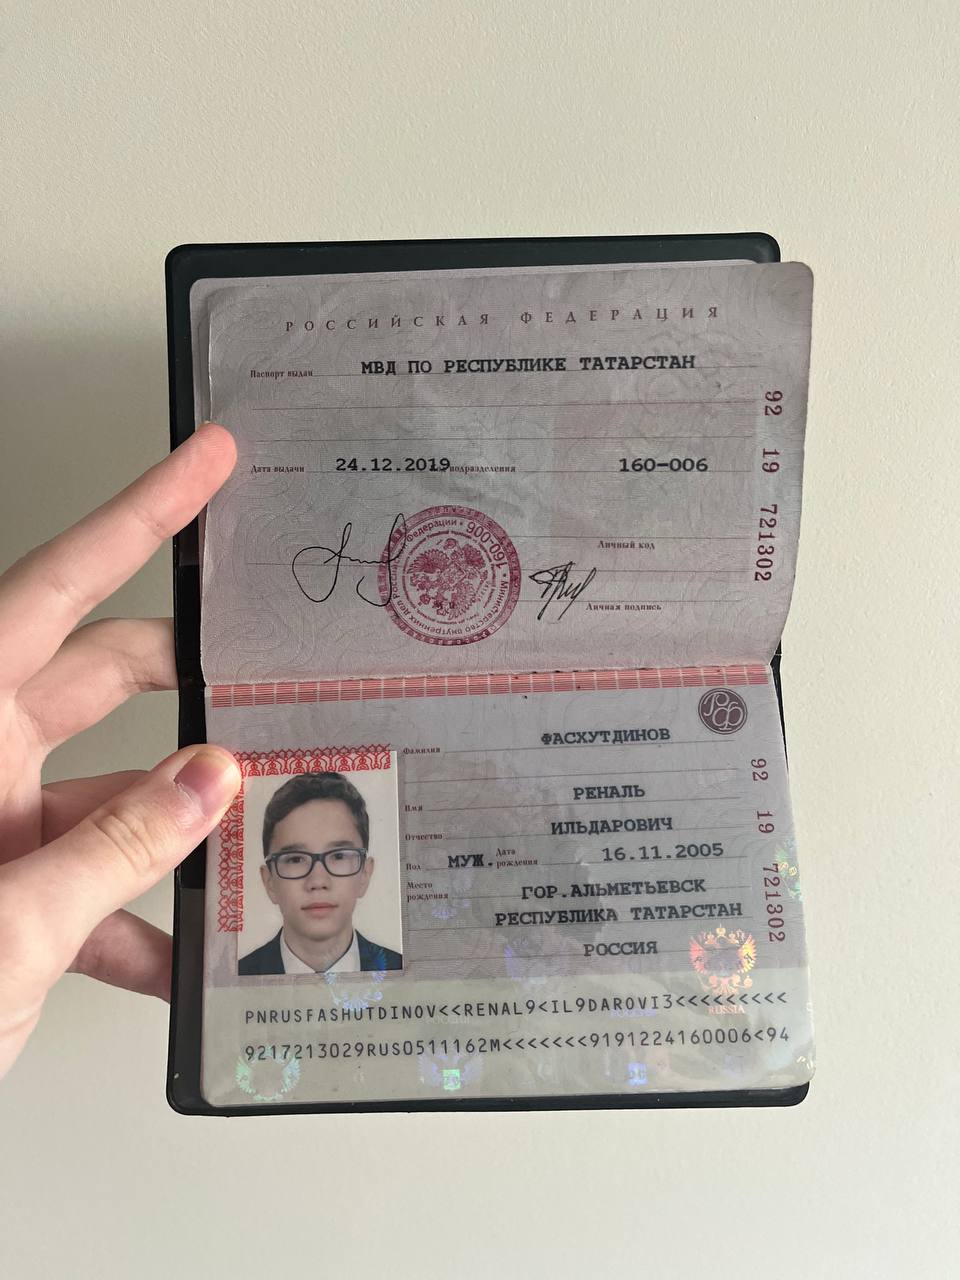 РОССИЙСКАЯ ФЕДЕРАЦИЯ
Паспорт выдан МВД ПО РЕСПУБЛИКЕ ТАТАРСТАН
Дата выдачи 24.12.2019 подразделения 160-006
92 19 721302
Личный код
Личная подпись
160-006
Министерство внутренних дел Российской Федерации
РФ
Фамилия ФАСХУТДИНОВ
Имя РЕНАЛЬ
Отчество ИЛЬДАРОВИЧ
Пол МУЖ. Дата рождения 16.11.2005
Место рождения ГОР.АЛЬМЕТЬЕВСК
РЕСПУБЛИКА ТАТАРСТАН
РОССИЯ
92 19 721302
RUSSIA
PNRUSFASHUTDINOV<<RENAL9<IL9DAROVI3<<<<<<<<<
9217213029RUS0511162M<<<<<<<9191224160006<94